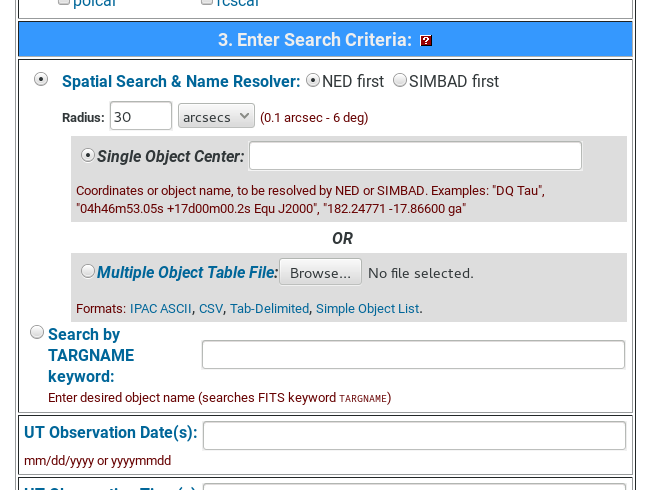 polcal rcscal
3. Enter Search Criteria: ?
Spatial Search & Name Resolver: NED first SIMBAD first
Radius: 30 arcsecs (0.1 arcsec - 6 deg)
Single Object Center:
Coordinates or object name, to be resolved by NED or SIMBAD. Examples: "DQ Tau",
"04h46m53.05s +17d00m00.2s Equ J2000", "182.24771 -17.86600 ga"
OR
Multiple Object Table File: Browse... No file selected.
Formats: IPAC ASCII, CSV, Tab-Delimited, Simple Object List.
Search by
TARGNAME
keyword:
Enter desired object name (searches FITS keyword TARGNAME)
UT Observation Date(s):
mm/dd/yyyy or yyyymmdd